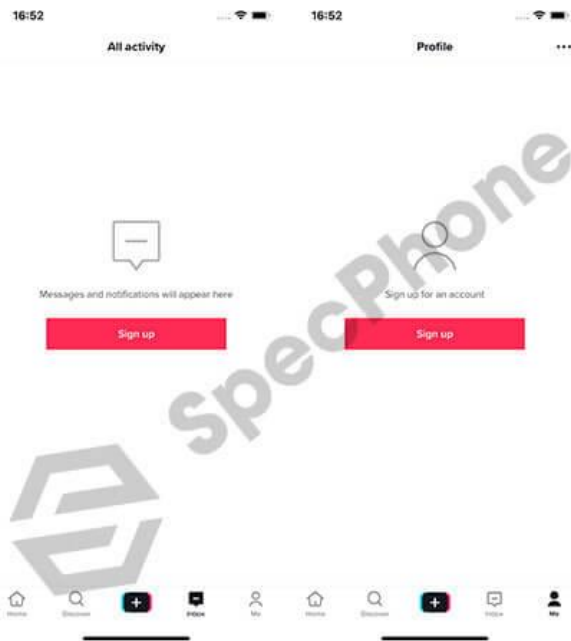 16:52
All activity
Messages and notifications will appear here
Sign up
Home
Discover
Inbox
Me
16:52
Profile
Sign up for an account
Sign up
Home
Discover
Inbox
Me
SpecPhone